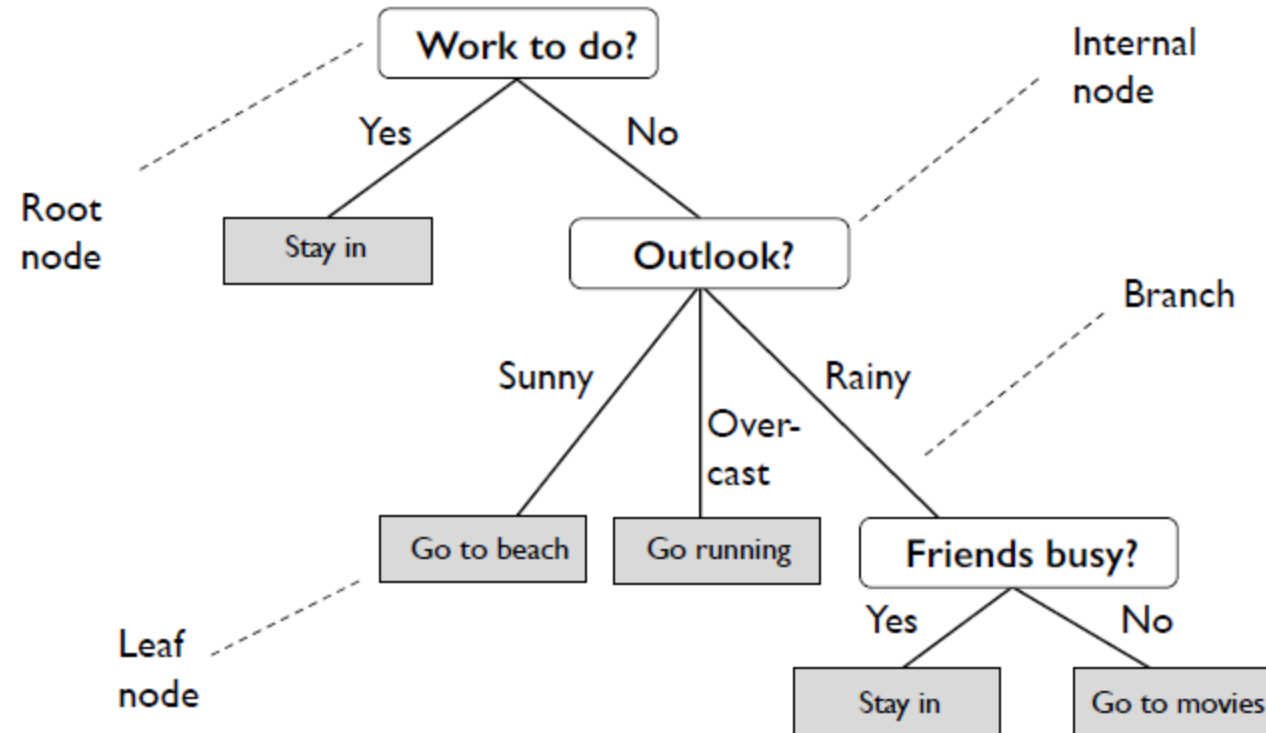 Work to do?
Internal
node
Yes
No
Root
node
Stay in
Outlook?
Branch
Sunny
Rainy
Over-
cast
Go to beach
Go running
Friends busy?
Yes
No
Leaf
node
Stay in
Go to movies